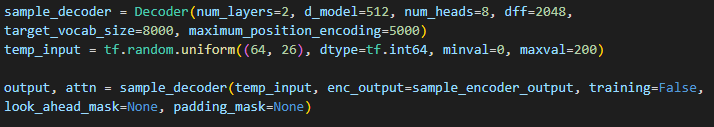 sample_decoder = Decoder(num_layers=2, d_model=512, num_heads=8, dff=2048,
target_vocab_size=8000, maximum_position_encoding=5000)
temp_input = tf.random.uniform((64, 26), dtype=tf.int64, minval=0, maxval=200)
output, attn = sample_decoder(temp_input, enc_output=sample_encoder_output, training=False,
look_ahead_mask=None, padding_mask=None)